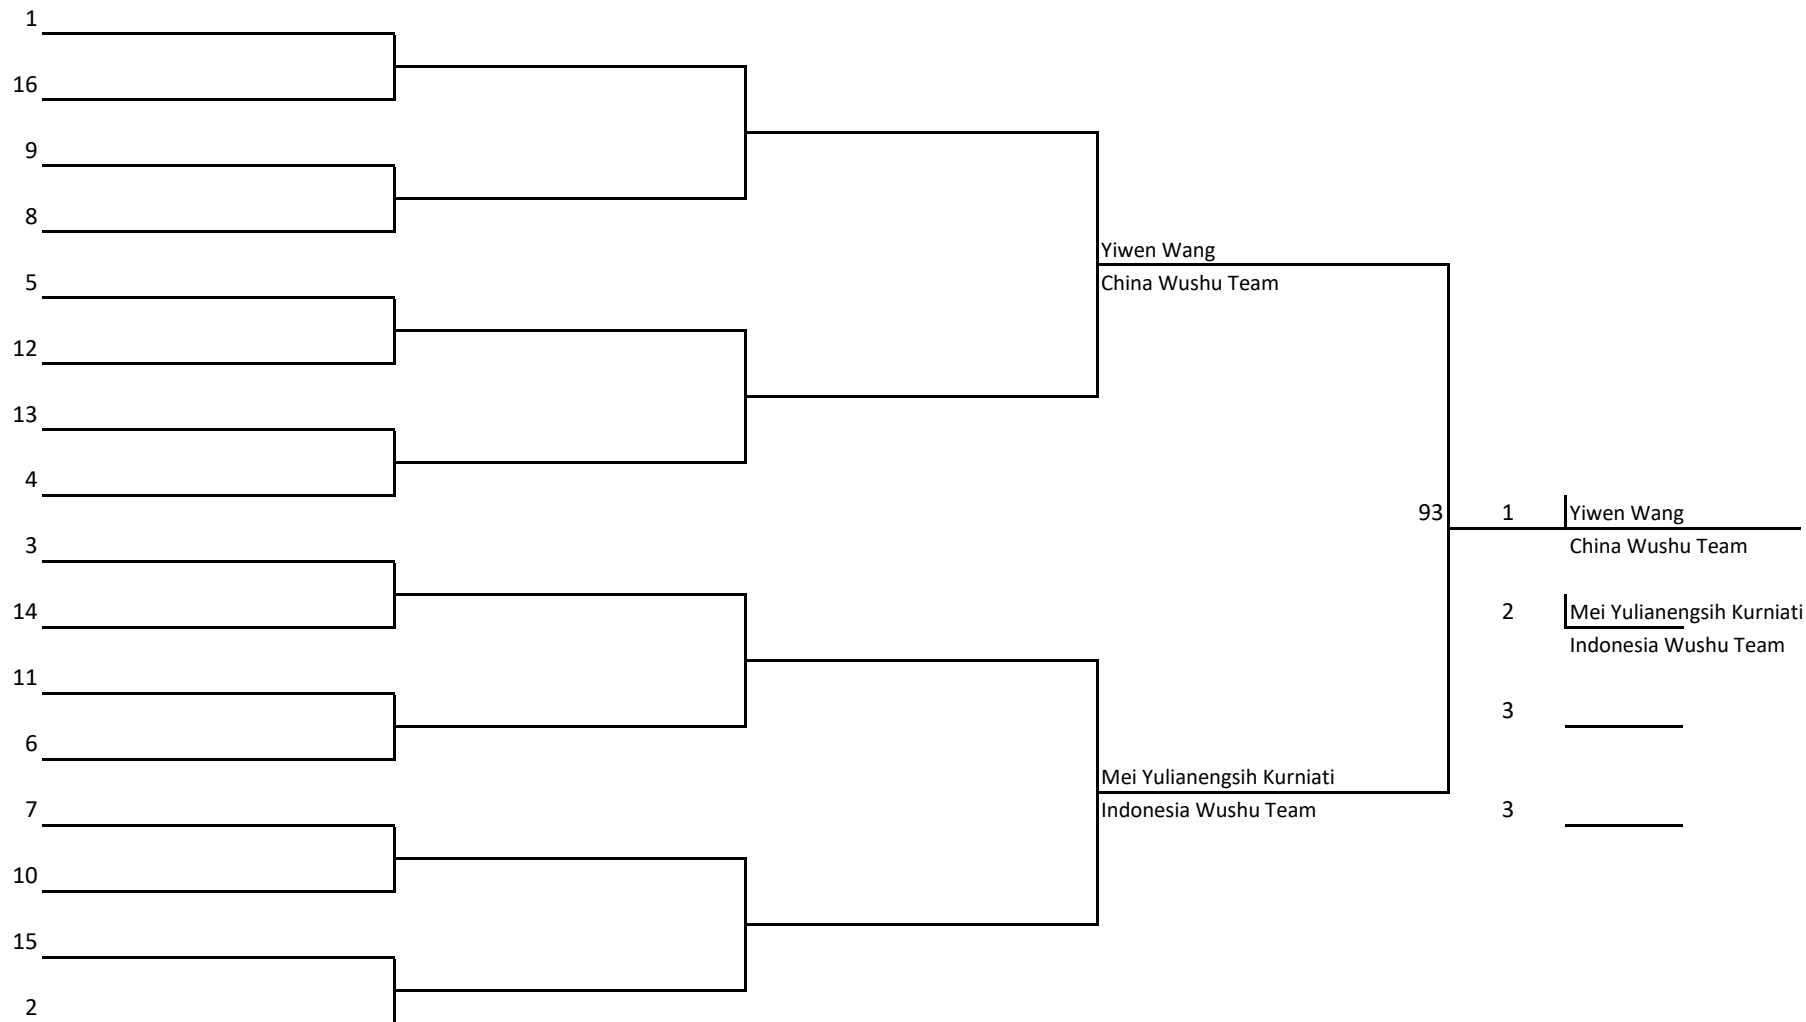 1
16
9
8
Yiwen Wang
5
China Wushu Team
12
13
4
93 1 Yiwen Wang
3
China Wushu Team
14
2 Mei Yulianengsih Kurniati
Indonesia Wushu Team
11
3
6
Mei Yulianengsih Kurniati
7
Indonesia Wushu Team
3
10
15
2